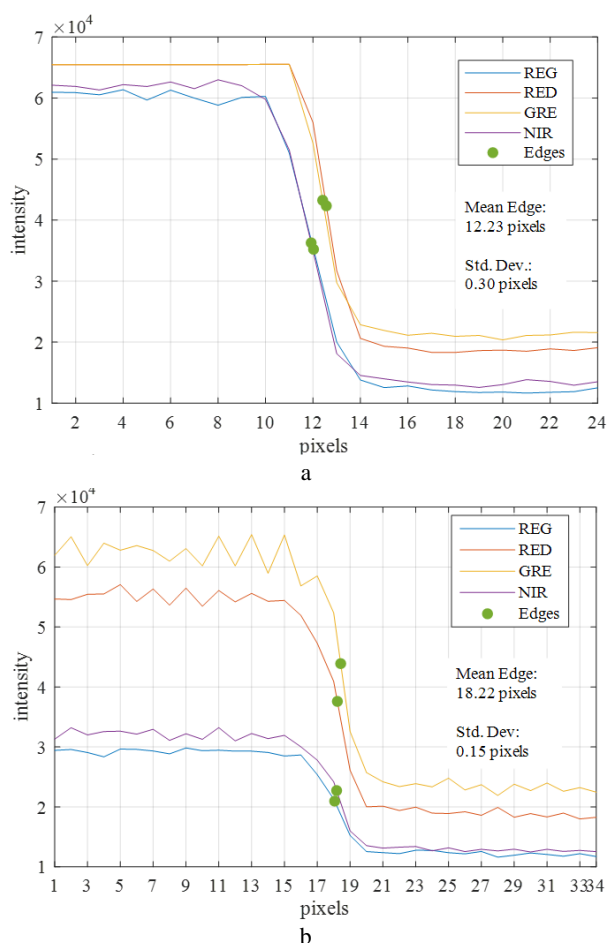 ×10⁴
7
6
5
4
3
2
1
intensity
REG
RED
GRE
NIR
Edges
Mean Edge:
12.23 pixels
Std. Dev.:
0.30 pixels
2 4 6 8 10 12 14 16 18 20 22 24
pixels
a
×10⁴
7
6
5
4
3
2
1
intensity
REG
RED
GRE
NIR
Edges
Mean Edge:
18.22 pixels
Std. Dev:
0.15 pixels
1 3 5 7 9 11 13 15 17 19 21 23 25 27 29 31 3334
pixels
b